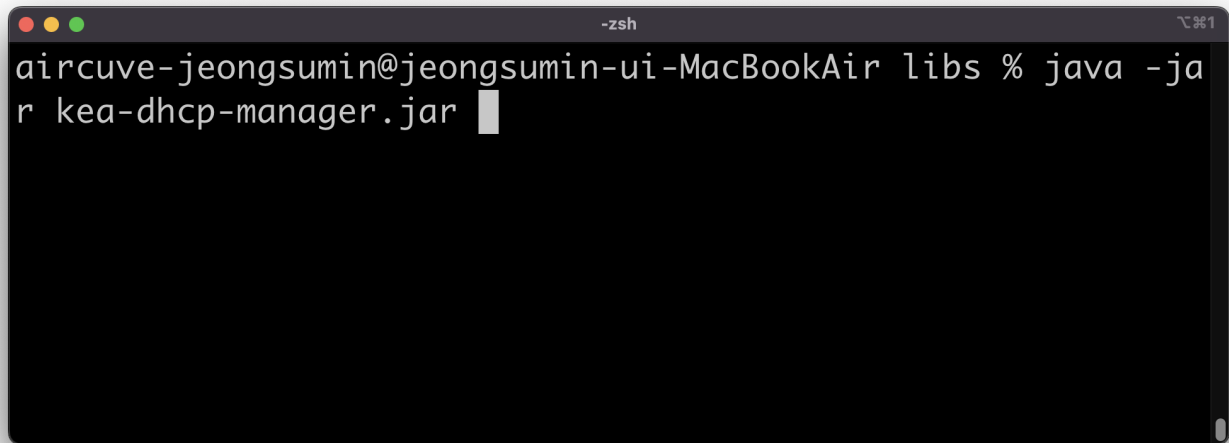 -zsh
⌥⌘1
aircuve-jeongsumin@jeongsumin-ui-MacBookAir libs % java -ja
r kea-dhcp-manager.jar